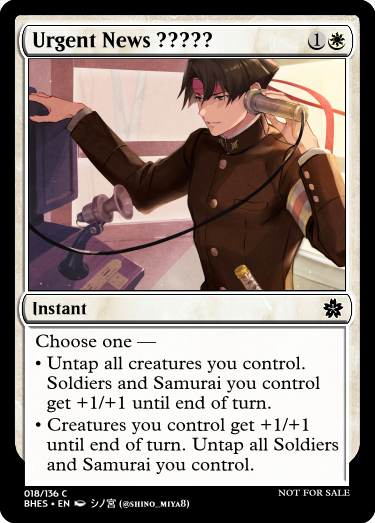 Urgent News ????? 1
Instant
Choose one —
• Untap all creatures you control.
Soldiers and Samurai you control
get +1/+1 until end of turn.
• Creatures you control get +1/+1
until end of turn. Untap all Soldiers
and Samurai you control.
018/136 C NOT FOR SALE
BHES • EN シノ宮 (@SHINO_MIYA8)